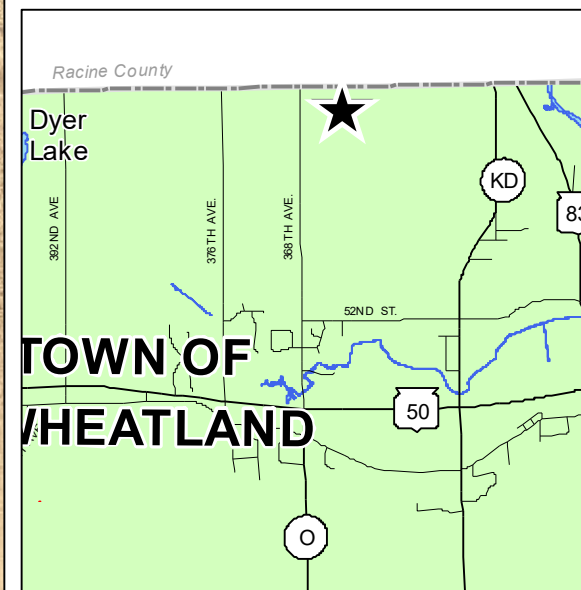 Racine County
Dyer
Lake
KD
83
392ND AVE
376TH AVE.
368TH AVE.
52ND ST.
TOWN OF
WHEATLAND
50
O